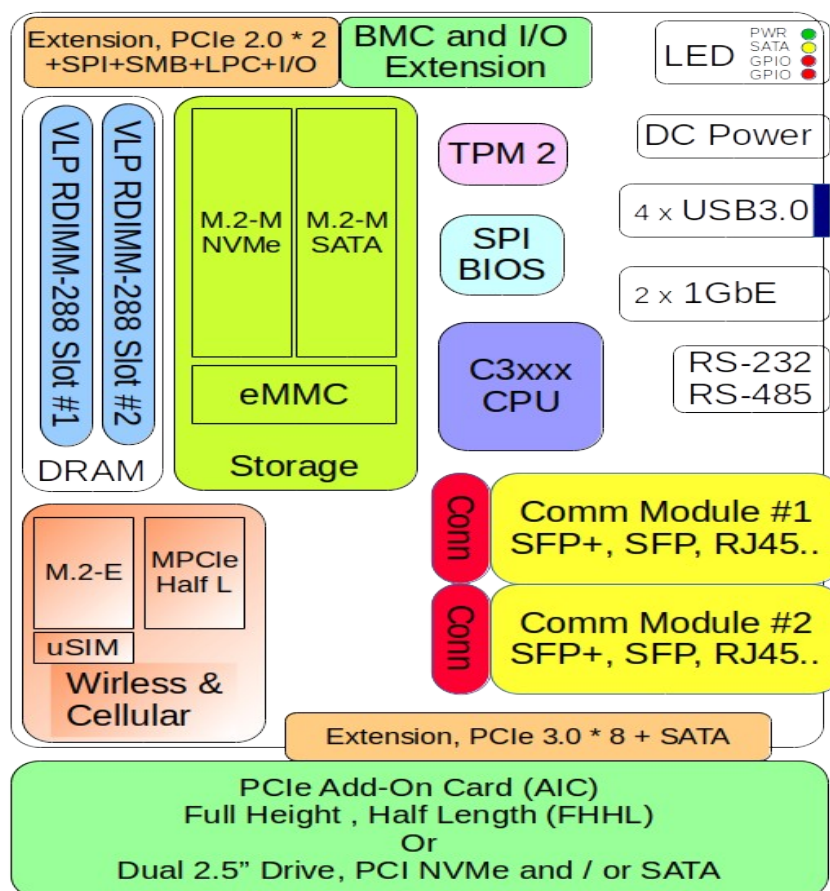 Extension, PCIe 2.0 * 2
+SPI+SMB+LPC+I/O
BMC and I/O
Extension
LED
PWR
SATA
GPIO
GPIO
VLP RDIMM-288 Slot #1
VLP RDIMM-288 Slot #2
DRAM
M.2-M
NVMe
M.2-M
SATA
eMMC
Storage
TPM 2
SPI
BIOS
C3xxx
CPU
DC Power
4 x USB3.0
2 x 1GbE
RS-232
RS-485
Conn
Comm Module #1
SFP+, SFP, RJ45..
Conn
Comm Module #2
SFP+, SFP, RJ45..
M.2-E
MPCIe
Half L
uSIM
Wirless &
Cellular
Extension, PCIe 3.0 * 8 + SATA
PCIe Add-On Card (AIC)
Full Height , Half Length (FHHL)
Or
Dual 2.5” Drive, PCI NVMe and / or SATA